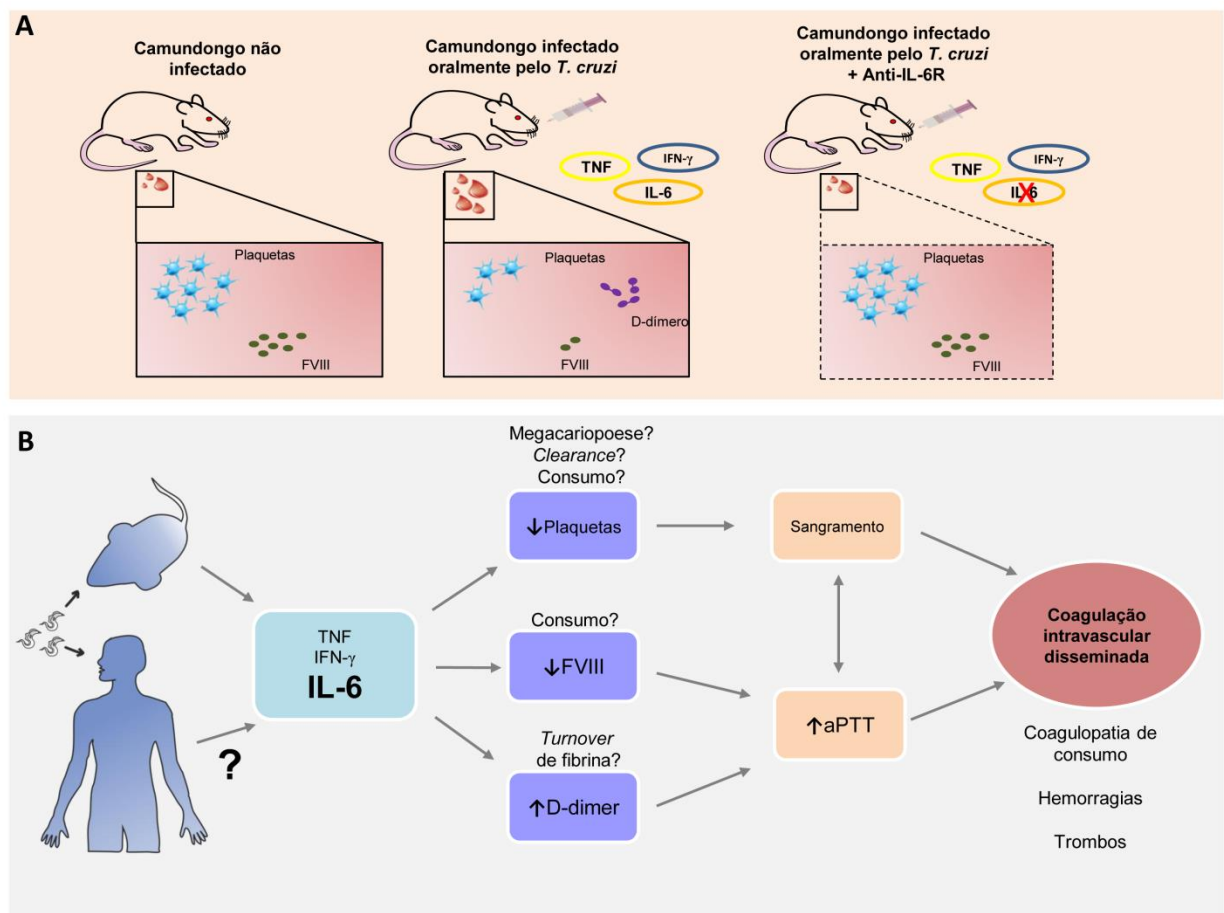 A
Camundongo não
infectado
Camundongo infectado
oralmente pelo T. cruzi
Camundongo infectado
oralmente pelo T. cruzi
+ Anti-IL-6R
TNF
IFN-γ
IL-6
TNF
IFN-γ
IL-6
Plaquetas
FVIII
Plaquetas
D-dímero
FVIII
Plaquetas
FVIII
B
Megacariopoese?
Clearance?
Consumo?
↓Plaquetas
Sangramento
TNF
IFN-γ
IL-6
Consumo?
↓FVIII
Coagulação
intravascular
disseminada
?
↑aPTT
Turnover
de fibrina?
↑D-dimer
Coagulopatia de
consumo
Hemorragias
Trombos